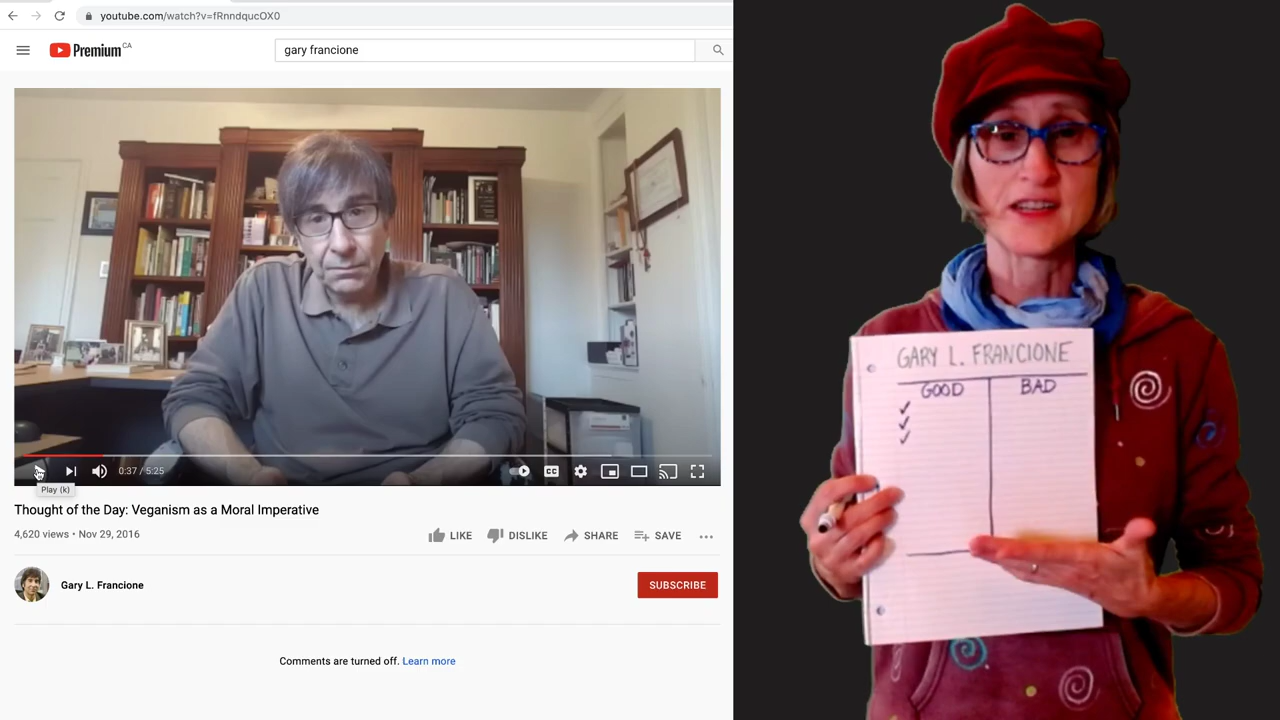 youtube.com/watch?v=fRnndqucOX0
Premium CA
gary francione
0:37 / 5:25
CC
Play (k)
Thought of the Day: Veganism as a Moral Imperative
4,620 views • Nov 29, 2016
LIKE
DISLIKE
SHARE
SAVE
Gary L. Francione
SUBSCRIBE
Comments are turned off. Learn more
GARY L. FRANCIONE
GOOD
BAD